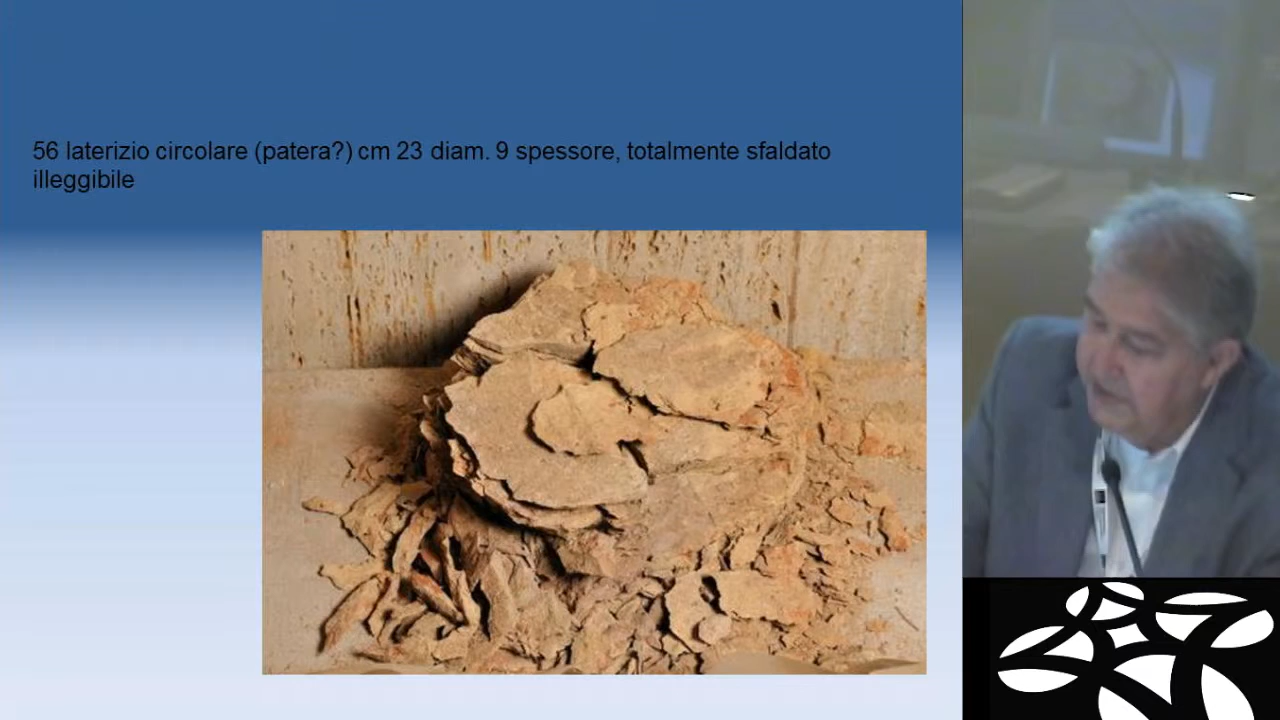 56 laterizio circolare (patera?) cm 23 diam. 9 spessore, totalmente sfaldato
illeggibile